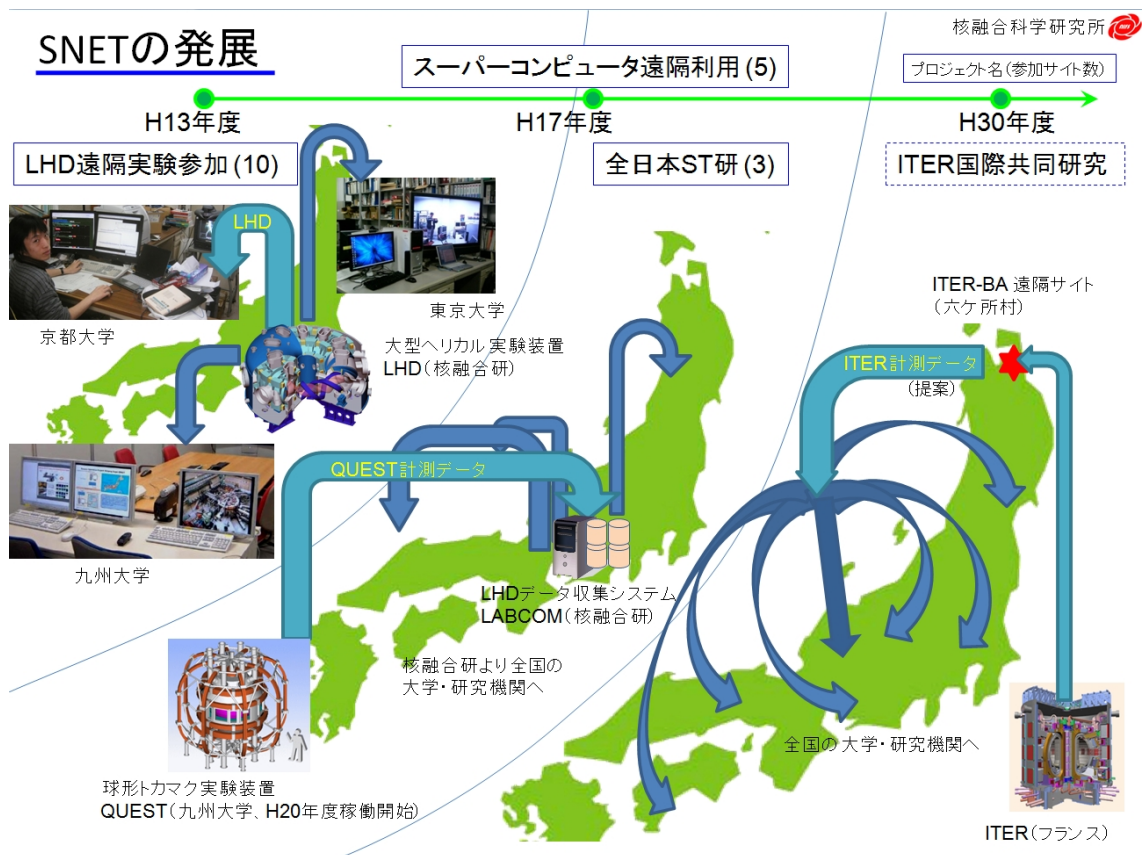 SNETの発展
核融合科学研究所
スーパーコンピュータ遠隔利用(5)
プロジェクト名(参加サイト数)
H13年度
H17年度
H30年度
LHD遠隔実験参加(10)
全日本ST研(3)
ITER国際共同研究
LHD
京都大学
東京大学
大型ヘリカル実験装置
LHD(核融合研)
九州大学
QUEST計測データ
LHDデータ収集システム
LABCOM(核融合研)
核融合研より全国の
大学・研究機関へ
球形トカマク実験装置
QUEST(九州大学、H20年度稼働開始)
ITER-BA 遠隔サイト
(六ケ所村)
ITER計測データ
(提案)
全国の大学・研究機関へ
ITER(フランス)